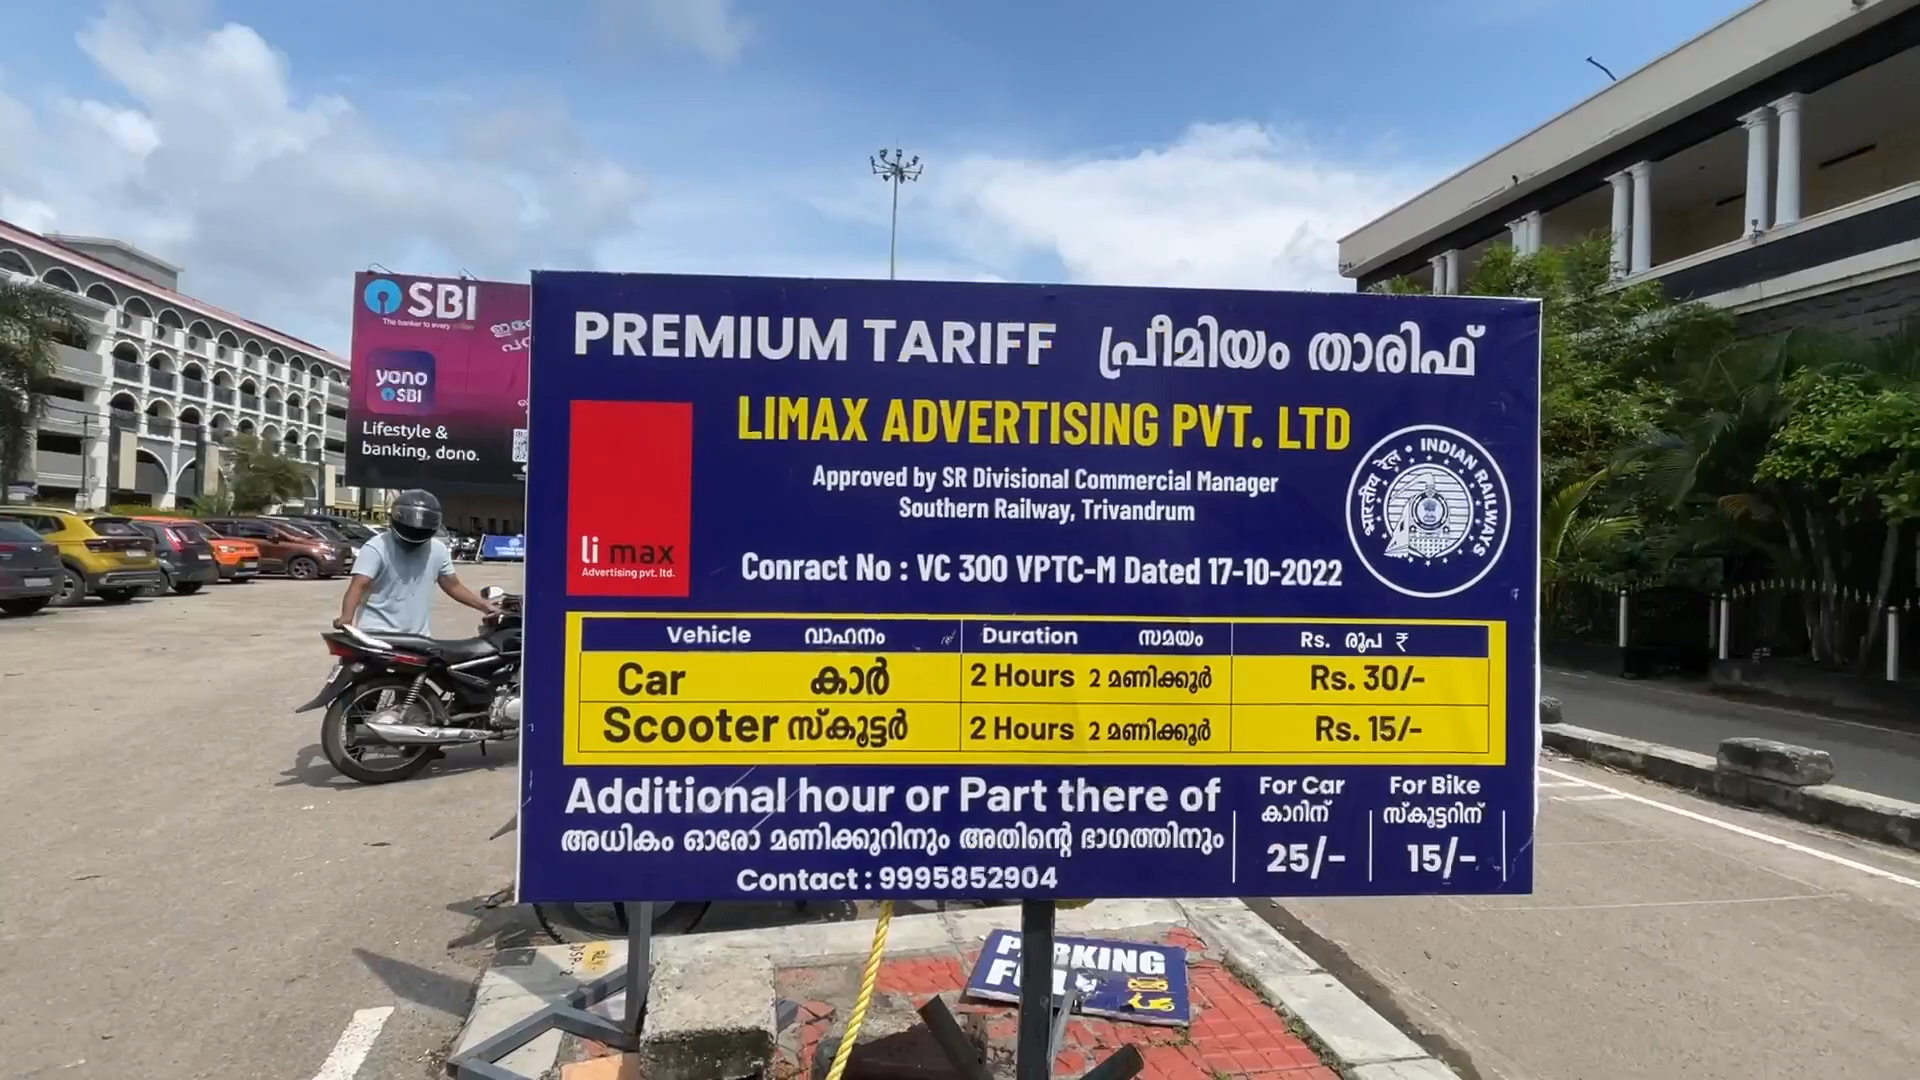 SBI
The banker to every Indian
yono
SBI
Lifestyle &
banking, dono.
PREMIUM TARIFF പ്രീമിയം താരിഫ്
LIMAX ADVERTISING PVT. LTD
Approved by SR Divisional Commercial Manager
Southern Railway, Trivandrum
Conract No : VC 300 VPTC-M Dated 17-10-2022
li max
Advertising pvt. ltd.
भारतीय रेल • INDIAN RAILWAYS
Vehicle വാഹനം Duration സമയം Rs. രൂപ ₹
Car കാർ 2 Hours 2 മണിക്കൂർ Rs. 30/-
Scooter സ്കൂട്ടർ 2 Hours 2 മണിക്കൂർ Rs. 15/-
Additional hour or Part there of
അധികം ഓരോ മണിക്കൂറിനും അതിന്റെ ഭാഗത്തിനും
Contact : 9995852904
For Car
കാറിന്
25/-
For Bike
സ്കൂട്ടറിന്
15/-
PARKING
FULL